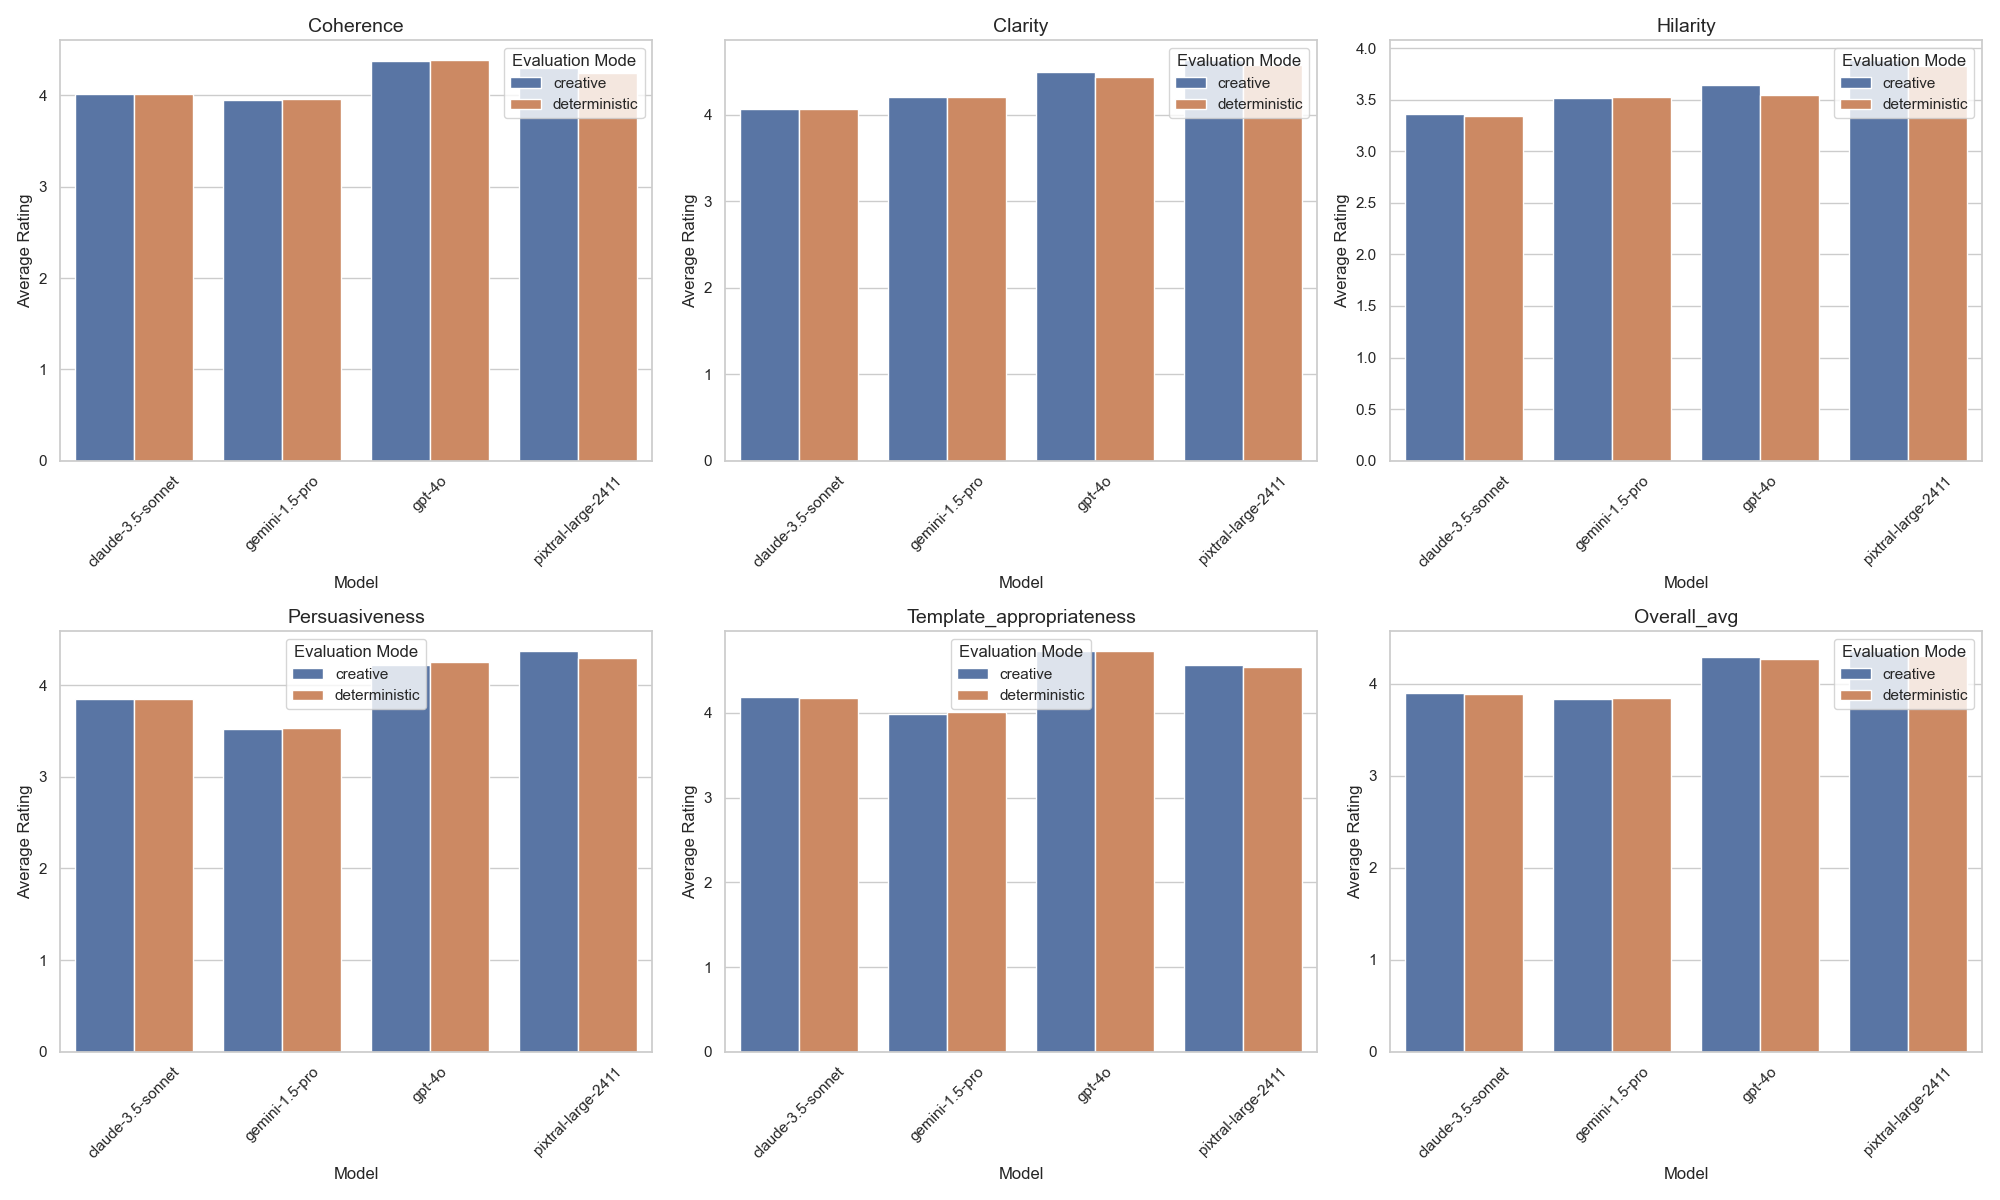 Coherence
Evaluation Mode
creative
deterministic
Average Rating
4
3
2
1
0
claude-3.5-sonnet
gemini-1.5-pro
gpt-4o
pixtral-large-2411
Model
Clarity
Evaluation Mode
creative
deterministic
Average Rating
4
3
2
1
0
claude-3.5-sonnet
gemini-1.5-pro
gpt-4o
pixtral-large-2411
Model
Hilarity
Evaluation Mode
creative
deterministic
Average Rating
4.0
3.5
3.0
2.5
2.0
1.5
1.0
0.5
0.0
claude-3.5-sonnet
gemini-1.5-pro
gpt-4o
pixtral-large-2411
Model
Persuasiveness
Evaluation Mode
creative
deterministic
Average Rating
4
3
2
1
0
claude-3.5-sonnet
gemini-1.5-pro
gpt-4o
pixtral-large-2411
Model
Template_appropriateness
Evaluation Mode
creative
deterministic
Average Rating
4
3
2
1
0
claude-3.5-sonnet
gemini-1.5-pro
gpt-4o
pixtral-large-2411
Model
Overall_avg
Evaluation Mode
creative
deterministic
Average Rating
4
3
2
1
0
claude-3.5-sonnet
gemini-1.5-pro
gpt-4o
pixtral-large-2411
Model